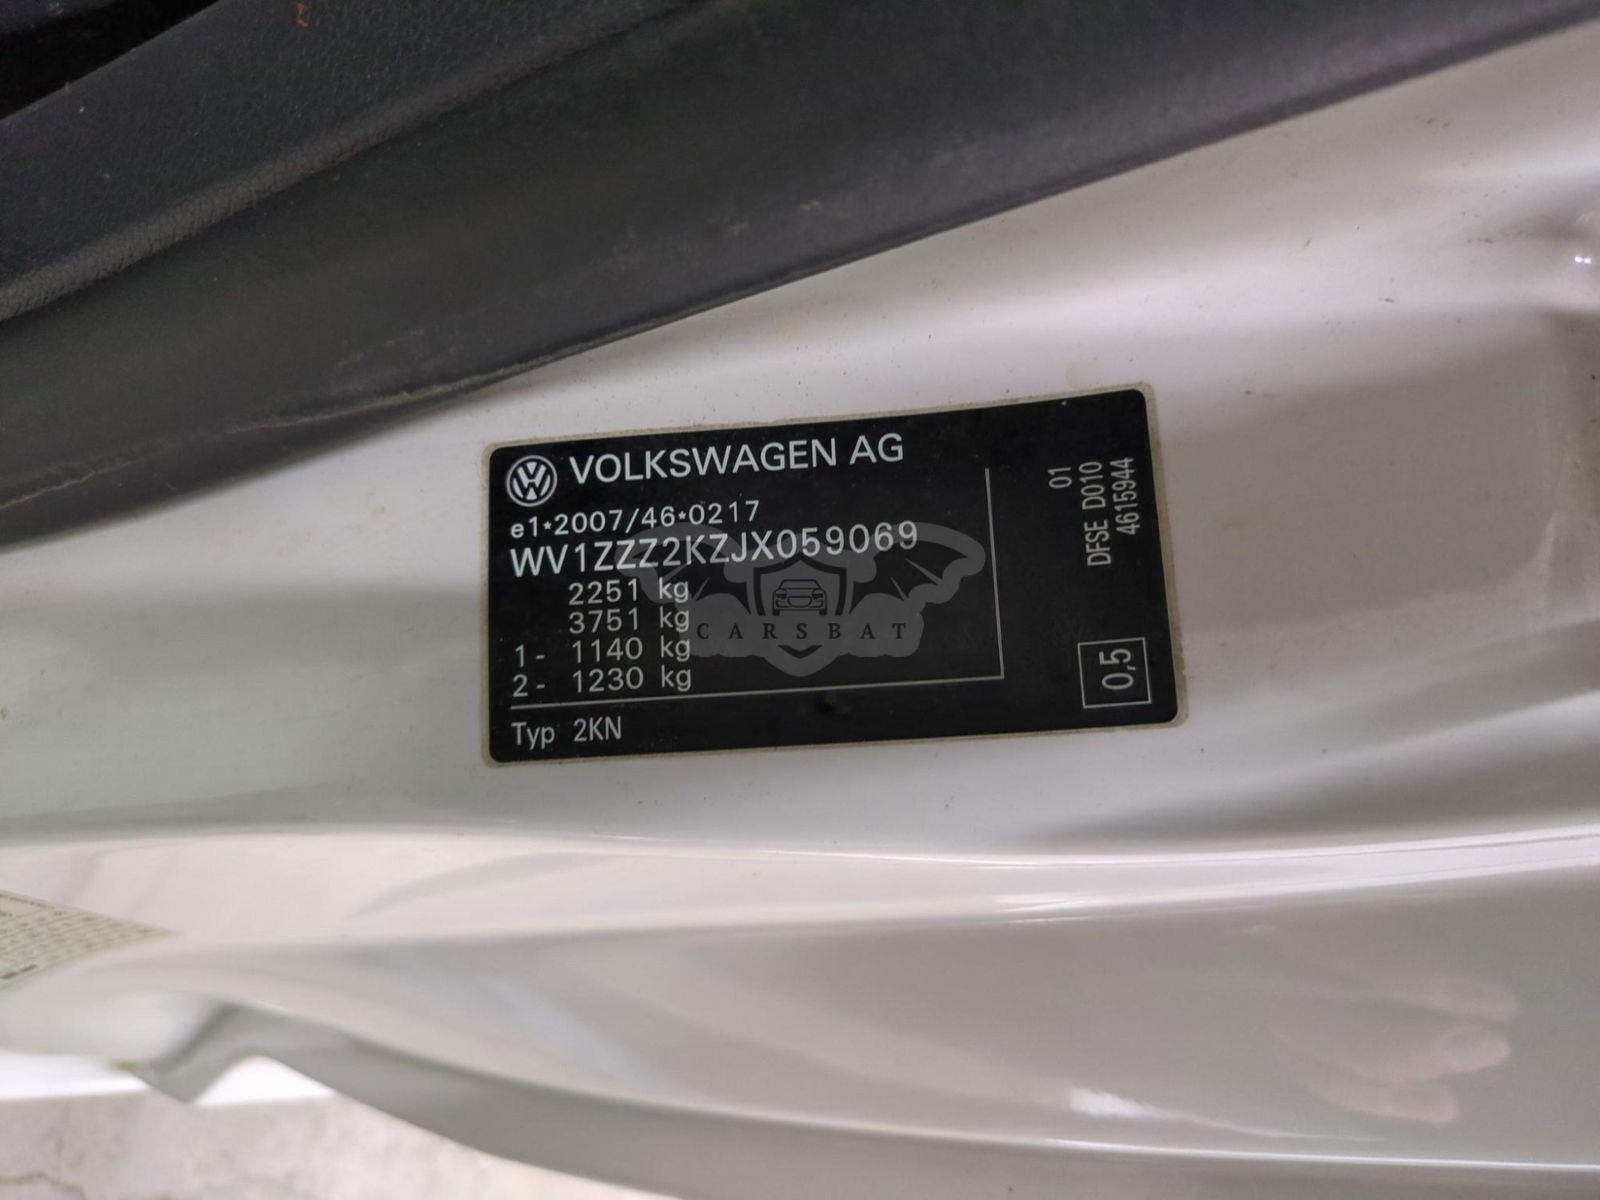 VOLKSWAGEN AG
e1*2007/46*0217
WV1ZZZ2KZJX059069
2251 kg
3751 kg
1- 1140 kg
2- 1230 kg
Typ 2KN
01
DFSE D010
4615944
0,5
CARSBAT